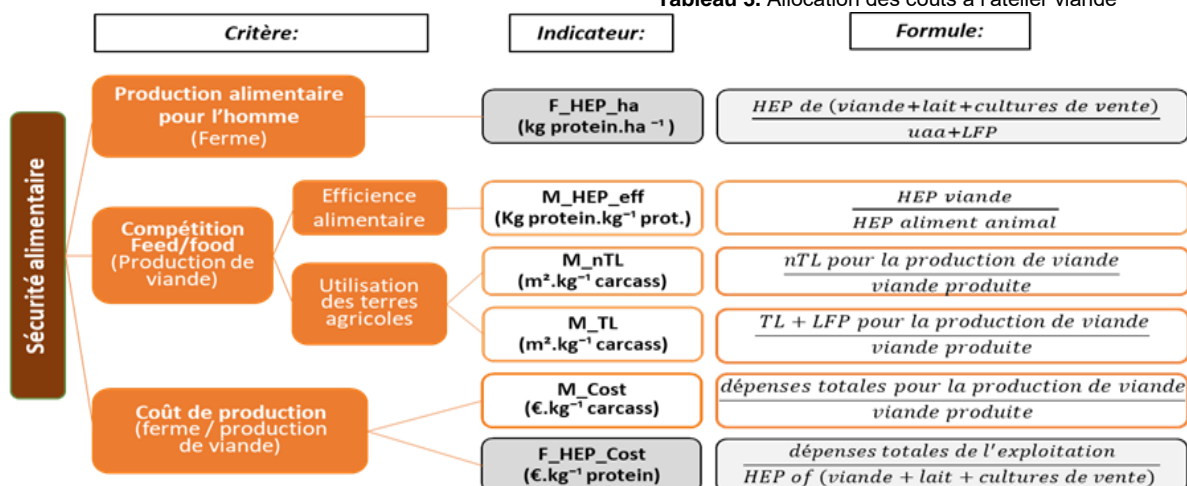 Tableau 3. Allocation des coûts à l'atelier viande
Critère:
Indicateur:
Formule:
Sécurité alimentaire
Production alimentaire
pour l'homme
(Ferme)
F_HEP_ha
(kg protein.ha ⁻¹ )
HEP de (viande+lait+cultures de vente)
uaa+LFP
Compétition
Feed/food
(Production de
viande)
Efficience
alimentaire
M_HEP_eff
(Kg protein.kg⁻¹ prot.)
HEP viande
HEP aliment animal
Utilisation
des terres
agricoles
M_nTL
(m².kg⁻¹ carcass)
nTL pour la production de viande
viande produite
M_TL
(m².kg⁻¹ carcass)
TL + LFP pour la production de viande
viande produite
Coût de production
(ferme / production
de viande)
M_Cost
(€.kg⁻¹ carcass)
dépenses totales pour la production de viande
viande produite
F_HEP_Cost
(€.kg⁻¹ protein)
dépenses totales de l'exploitation
HEP of (viande + lait + cultures de vente)